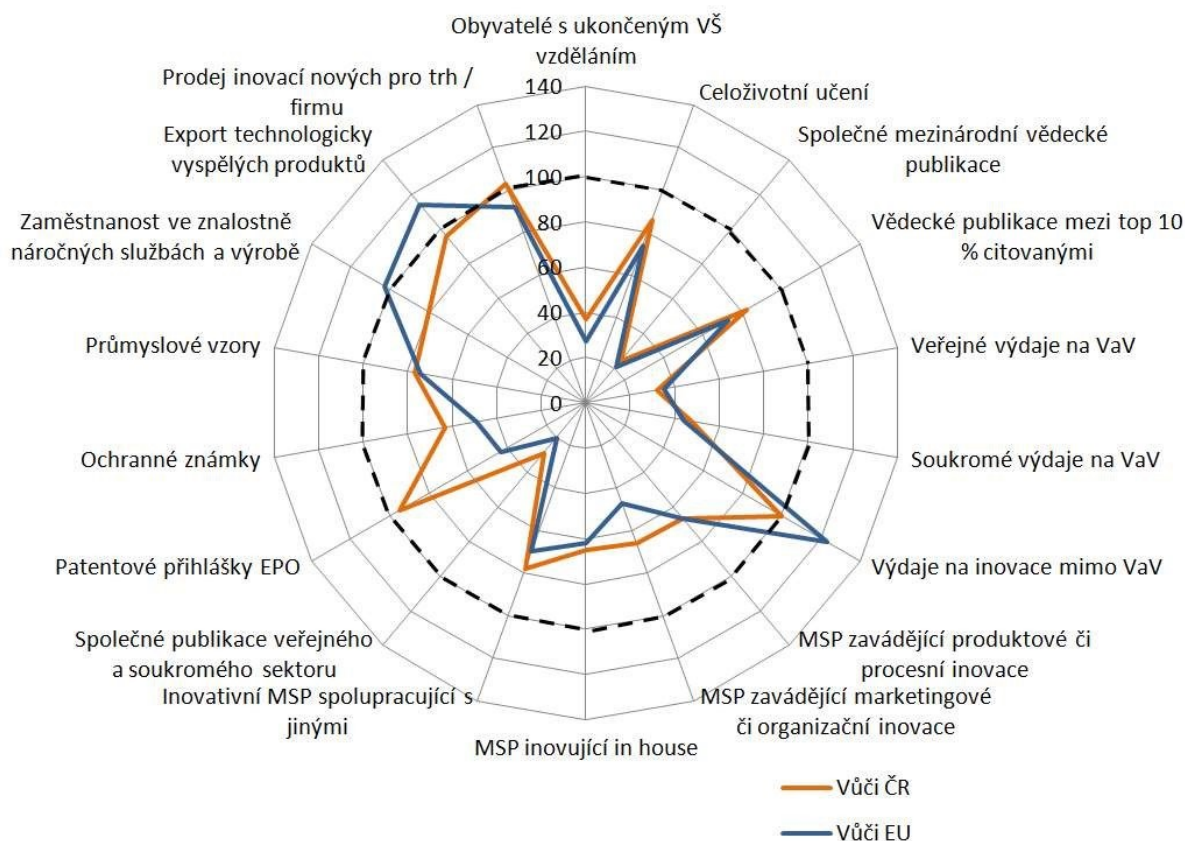 Obyvatelé s ukončeným VŠ
vzděláním
Celoživotní učení
Společné mezinárodní vědecké
publikace
Vědecké publikace mezi top 10
% citovanými
Veřejné výdaje na VaV
Soukromé výdaje na VaV
Výdaje na inovace mimo VaV
MSP zavádějící produktové či
procesní inovace
MSP zavádějící marketingové
či organizační inovace
MSP inovující in house
Inovativní MSP spolupracující s
jinými
Společné publikace veřejného
a soukromého sektoru
Patentové přihlášky EPO
Ochranné známky
Průmyslové vzory
Zaměstnanost ve znalostně
náročných službách a výrobě
Export technologicky
vyspělých produktů
Prodej inovací nových pro trh /
firmu
140
120
100
80
60
40
20
0
Vůči ČR
Vůči EU